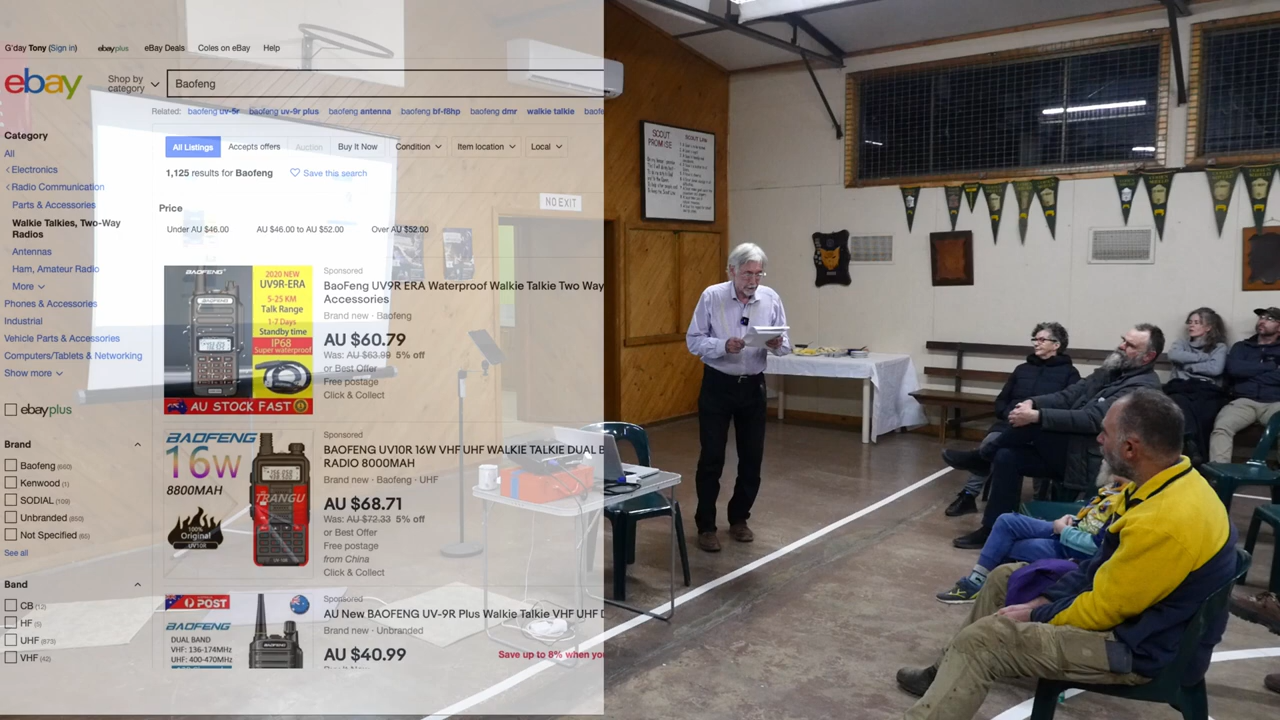 G'day Tony (Sign in)
ebayplus
eBay Deals
Coles on eBay
Help
ebay
Shop by category
Baofeng
Related:
baofeng uv-5r
baofeng uv-9r plus
baofeng antenna
baofeng bf-f8hp
baofeng dmr
walkie talkie
baofe
All Listings
Accepts offers
Auction
Buy It Now
Condition
Item location
Local
1,125 results for Baofeng
Save this search
Category
All
Electronics
Radio Communication
Parts & Accessories
Walkie Talkies, Two-Way
Radios
Antennas
Ham, Amateur Radio
More
Phones & Accessories
Industrial
Vehicle Parts & Accessories
Computers/Tablets & Networking
Show more
ebayplus
Brand
Baofeng (660)
Kenwood (1)
SODIAL (109)
Unbranded (850)
Not Specified (65)
See all
Band
CB (12)
HF (5)
UHF (873)
VHF (42)
Price
Under AU $46.00
AU $46.00 to AU $52.00
Over AU $52.00
BAOFENG
2020 NEW
UV9R-ERA
5-25 KM
Talk Range
1-7 Days
Standby time
IP68
Super waterproof
AU STOCK FAST
Sponsored
BaoFeng UV9R ERA Waterproof Walkie Talkie Two Way
Accessories
Brand new · Baofeng
AU $60.79
Was: AU $63.99 5% off
or Best Offer
Free postage
Click & Collect
BAOFENG
16W
8800MAH
100%
Original
UV10R
Sponsored
BAOFENG UV10R 16W VHF UHF WALKIE TALKIE DUAL B
RADIO 8000MAH
Brand new · Baofeng · UHF
AU $68.71
Was: AU $72.33 5% off
or Best Offer
Free postage
from China
Click & Collect
POST
BAOFENG
DUAL BAND
VHF: 136-174MHz
UHF: 400-470MHz
Sponsored
AU New BAOFENG UV-9R Plus Walkie Talkie VHF UHF D
Brand new · Unbranded
AU $40.99
Save up to 8% when you
NO EXIT
SCOUT
PROMISE
SCOUT LAW